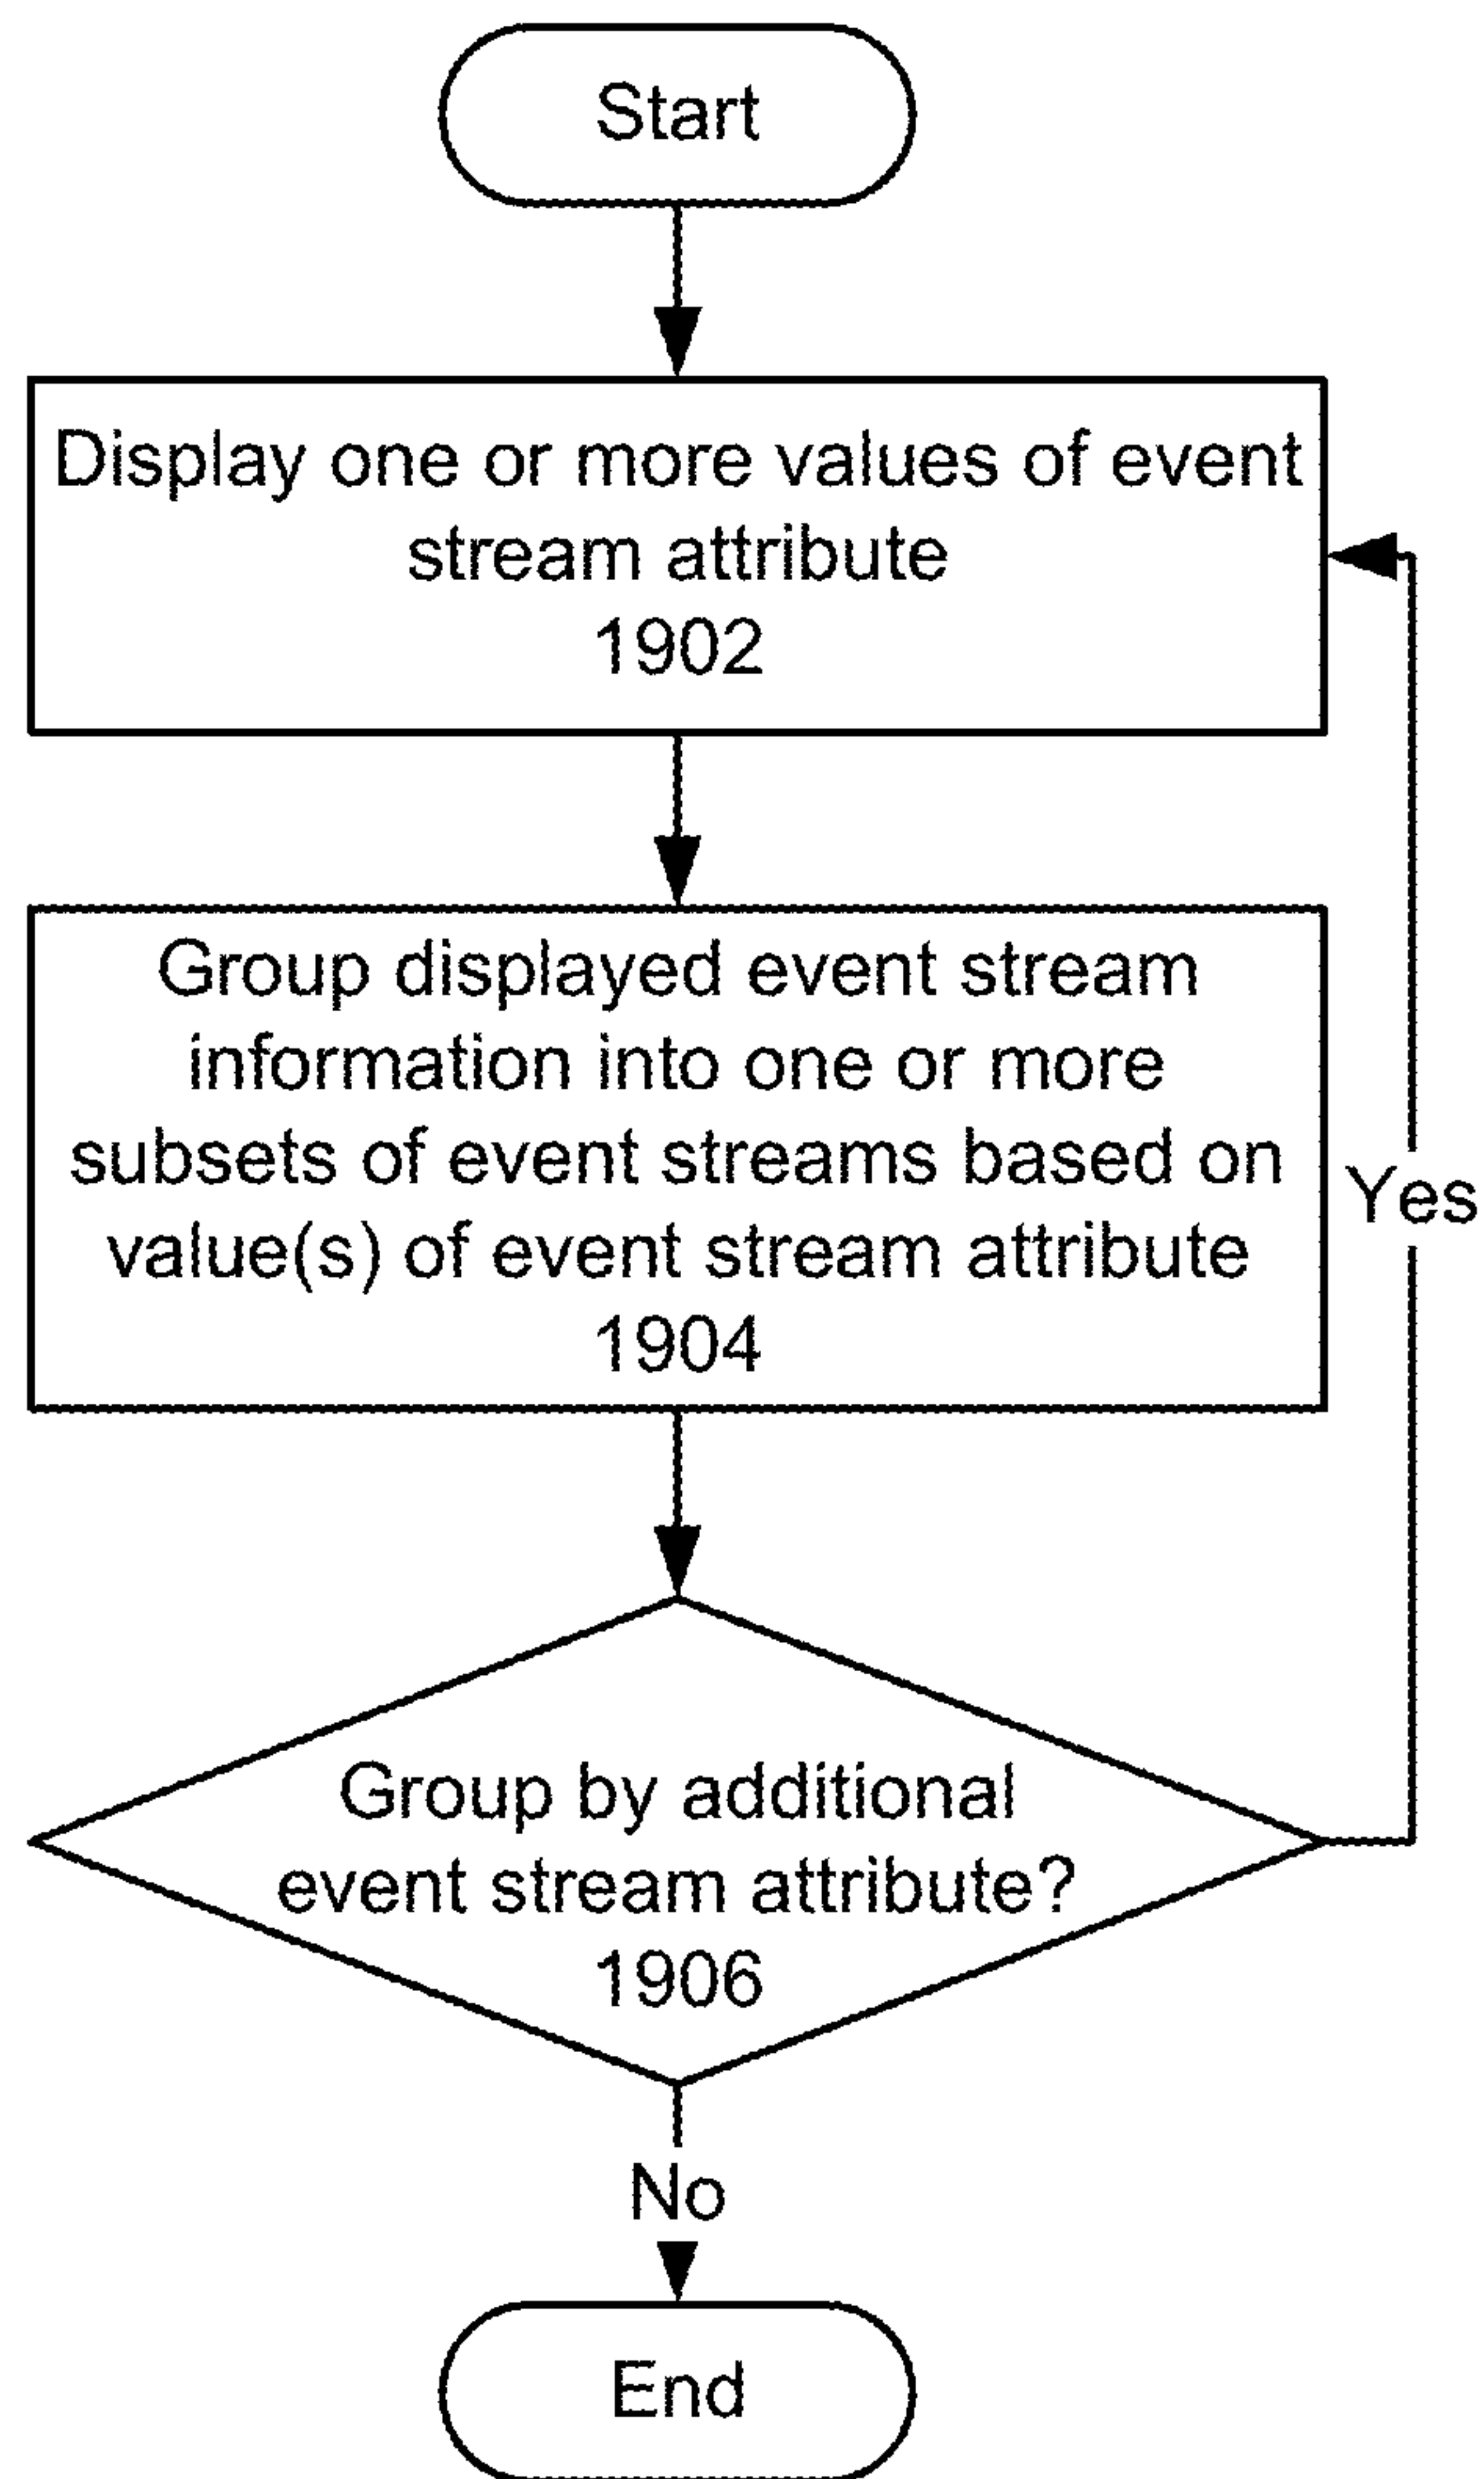 Start
Display one or more values of event
stream attribute
1902
Group displayed event stream
information into one or more
subsets of event streams based on
value(s) of event stream attribute
1904
Yes
Group by additional
event stream attribute?
1906
No
End